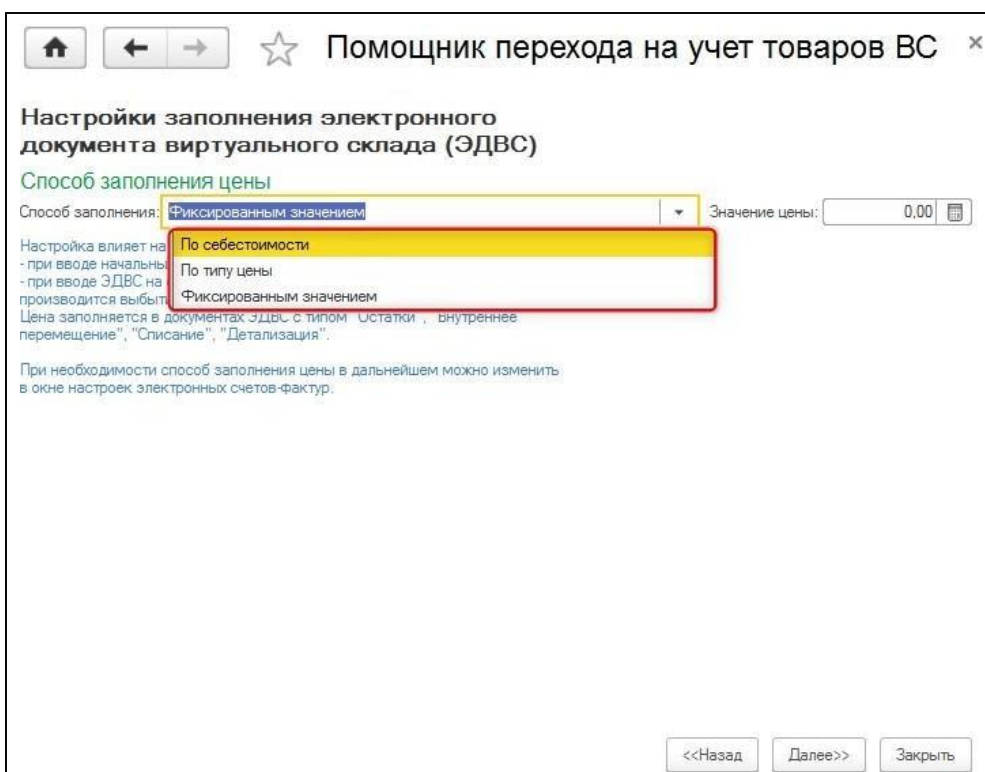 Помощник перехода на учет товаров ВС
Настройки заполнения электронного
документа виртуального склада (ЭДВС)
Способ заполнения цены
Способ заполнения: Фиксированным значением Значение цены: 0,00
Настройка влияет на
По себестоимости
- при вводе
По типу цены
- при вводе ЭДВС на
Фиксированным значением
производится
Цена заполняется в документах ЭДВС с типом "Остатки", "Внутреннее
перемещение", "Списание", "Детализация".
При необходимости способ заполнения цены в дальнейшем можно изменить
в окне настроек электронных счетов-фактур.
<<Назад Далее>> Закрыть